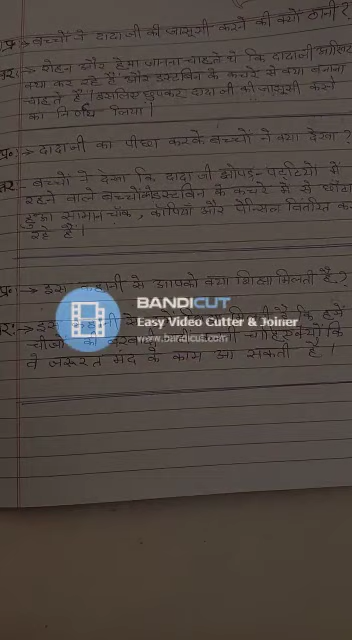 प्र०:→ बच्चों ने दादा जी की जासूसी करने की क्यों ठानी?
→ रोहन और हेमा जानना चाहते थे कि दादाजी
क्या कर रहे हैं और डस्टबिन के कचरे से क्या बनाना
चाहते हैं। इसलिए छुपकर दादा जी की जासूसी करने
का निर्णय लिया।
प्र०:→ दादाजी का पीछा करके बच्चों ने क्या देखा?
बच्चों ने देखा कि दादा जी झोपड़-पट्टियों में
रहने वाले बच्चों में डस्टबिन के कचरे में से
हुआ सामान चॉक, कॉपियाँ और पेन्सिल वितरित कर
रहे हैं।
→ इस कहानी से आपको क्या शिक्षा मिलती है?
BANDICUT
Easy Video Cutter & Joiner
www.bandicut.com
वे जरूरत मंद के काम आ सकती हैं।